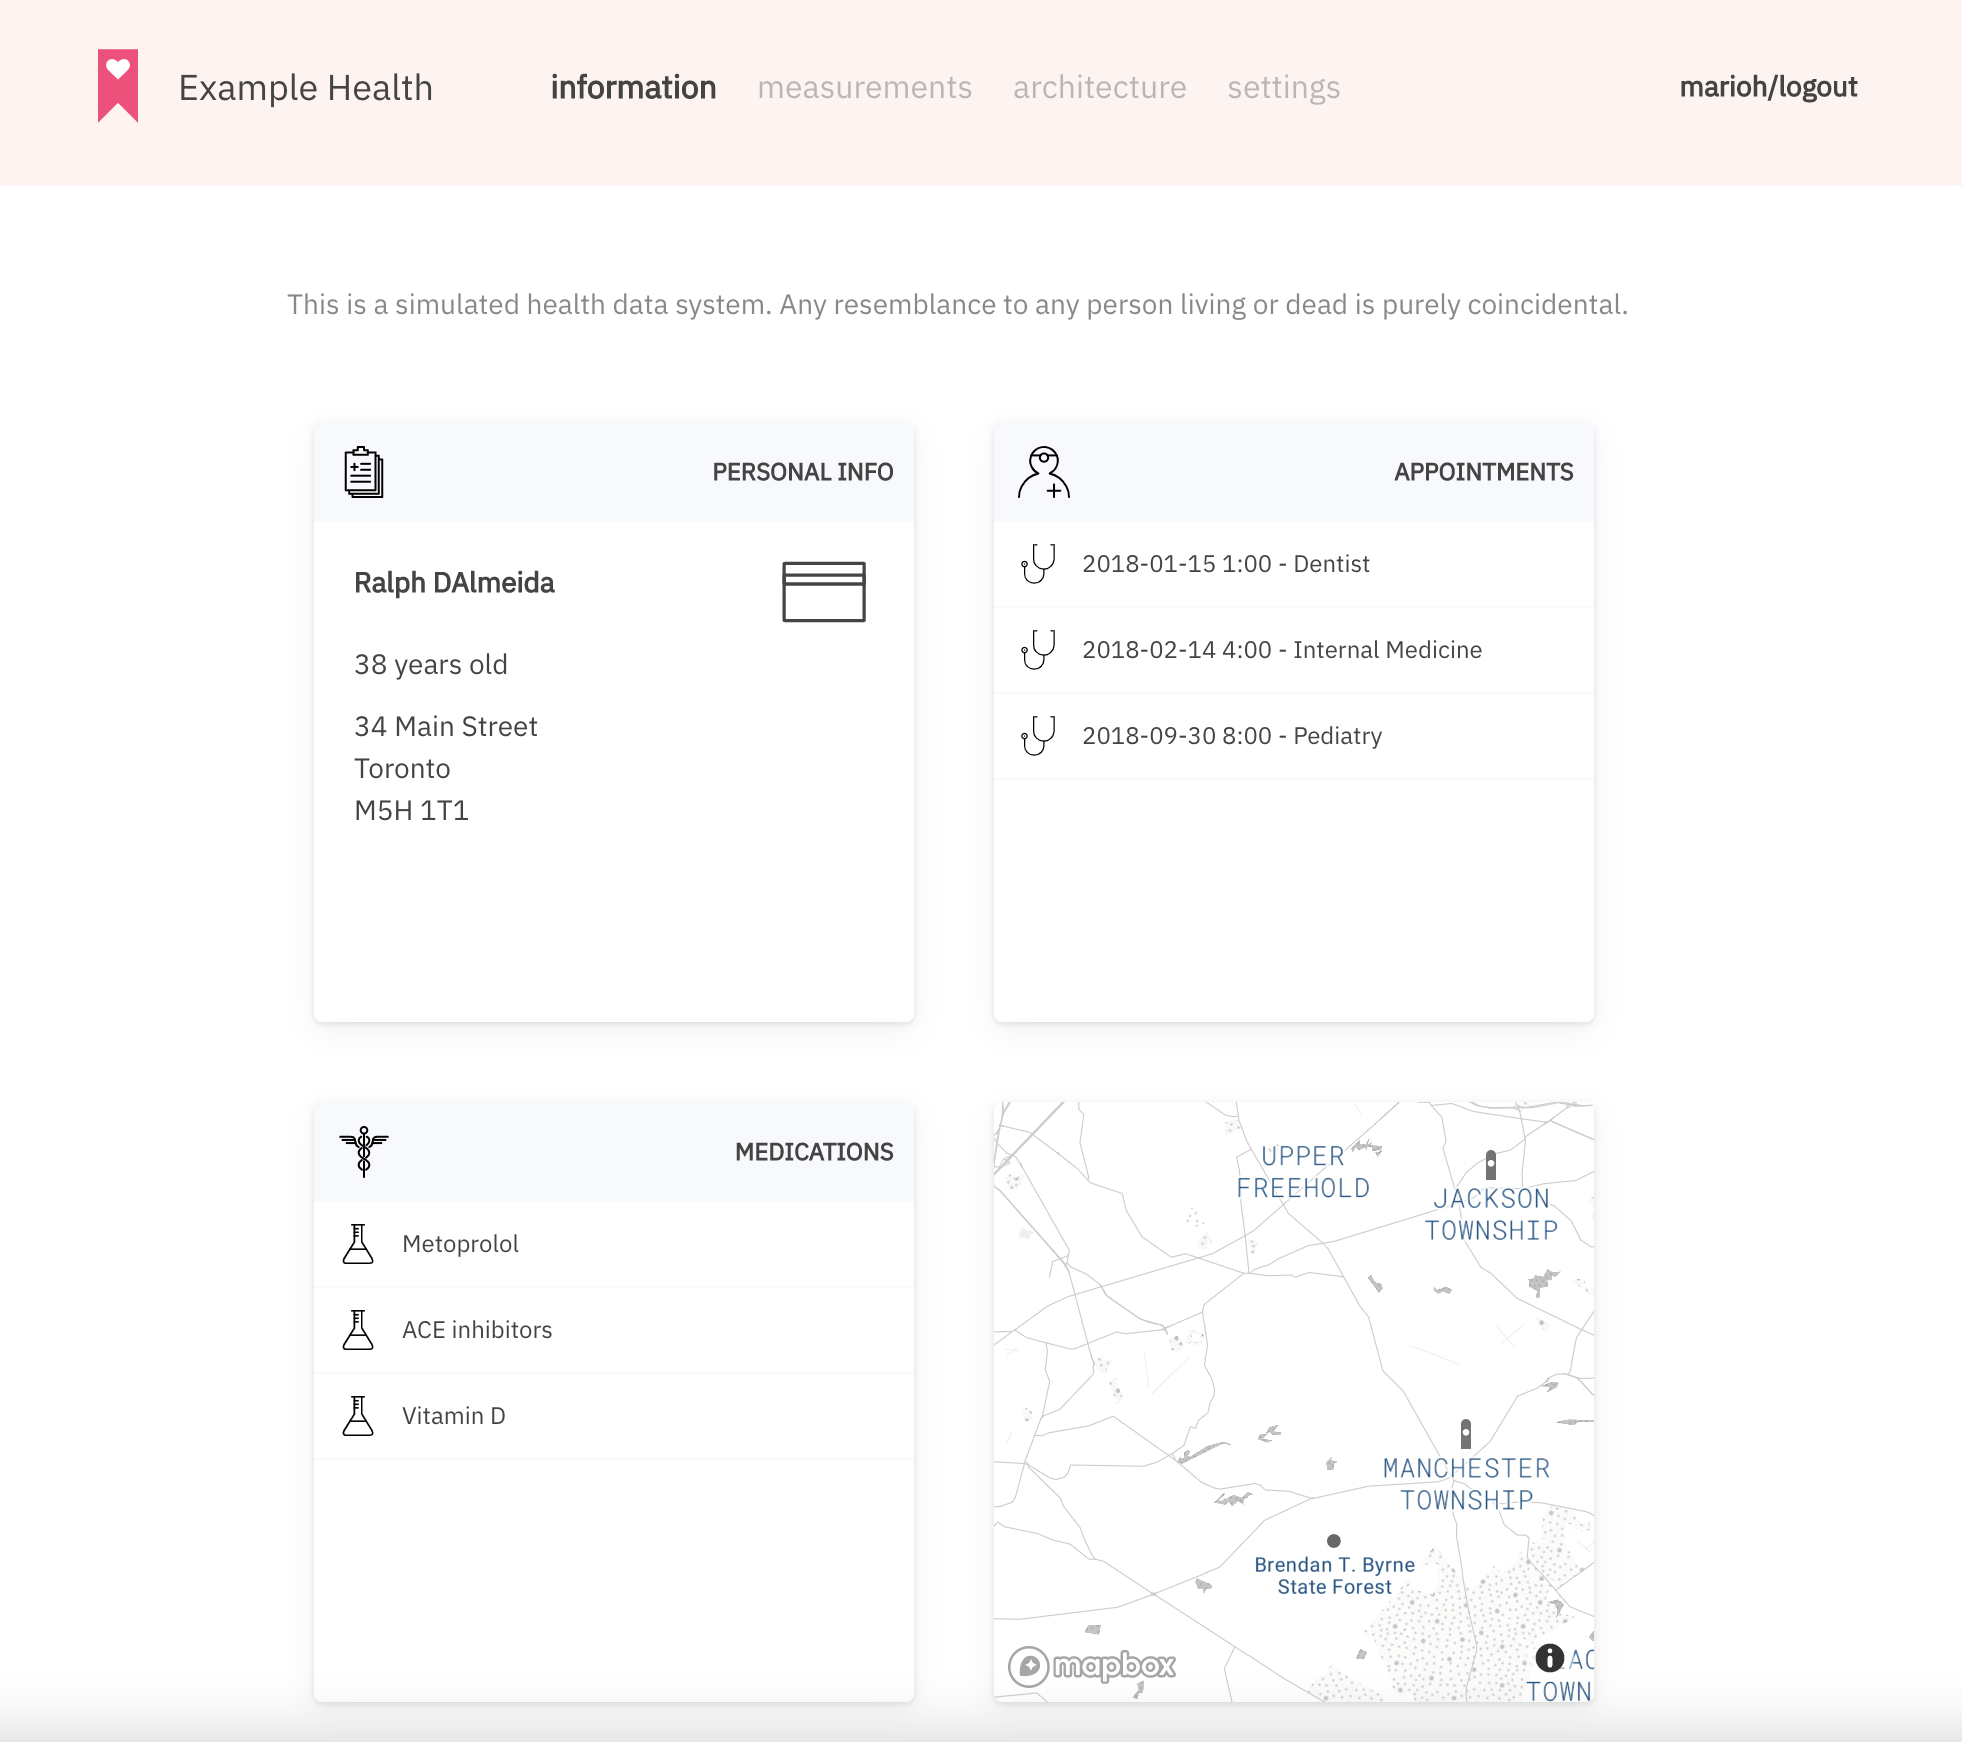 Example Health
information
measurements
architecture
settings
marioh/logout
This is a simulated health data system. Any resemblance to any person living or dead is purely coincidental.
PERSONAL INFO
Ralph DAlmeida
38 years old
34 Main Street
Toronto
M5H 1T1
APPOINTMENTS
2018-01-15 1:00 - Dentist
2018-02-14 4:00 - Internal Medicine
2018-09-30 8:00 - Pediatry
MEDICATIONS
Metoprolol
ACE inhibitors
Vitamin D
UPPER
FREEHOLD
JACKSON
TOWNSHIP
MANCHESTER
TOWNSHIP
Brendan T. Byrne
State Forest
mapbox